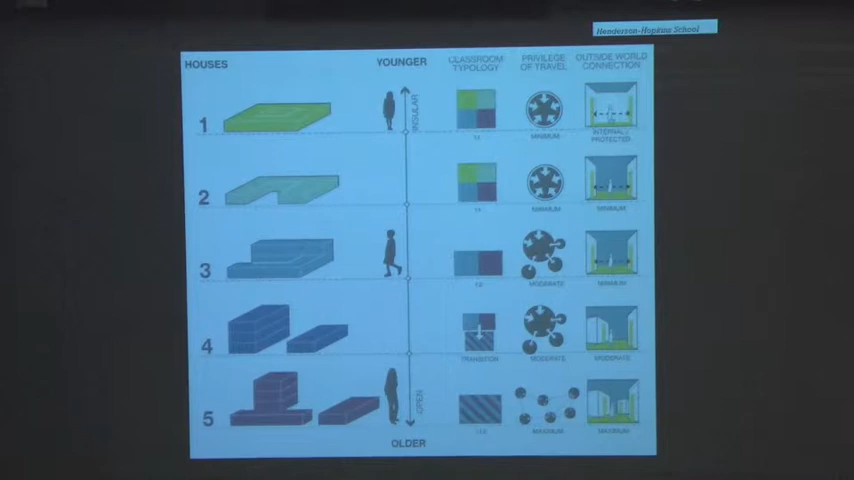 Henderson-Hopkins School
HOUSES
YOUNGER
CLASSROOM
TYPOLOGY
PRIVILEGE
OF TRAVEL
OUTSIDE WORLD
CONNECTION
1
INSULAR
MINIMUM
INTERNAL
PROTECTED
2
MINIMUM
MINIMUM
3
MODERATE
MINIMUM
4
TRANSITION
MODERATE
MODERATE
5
OPEN
MAXIMUM
MAXIMUM
OLDER